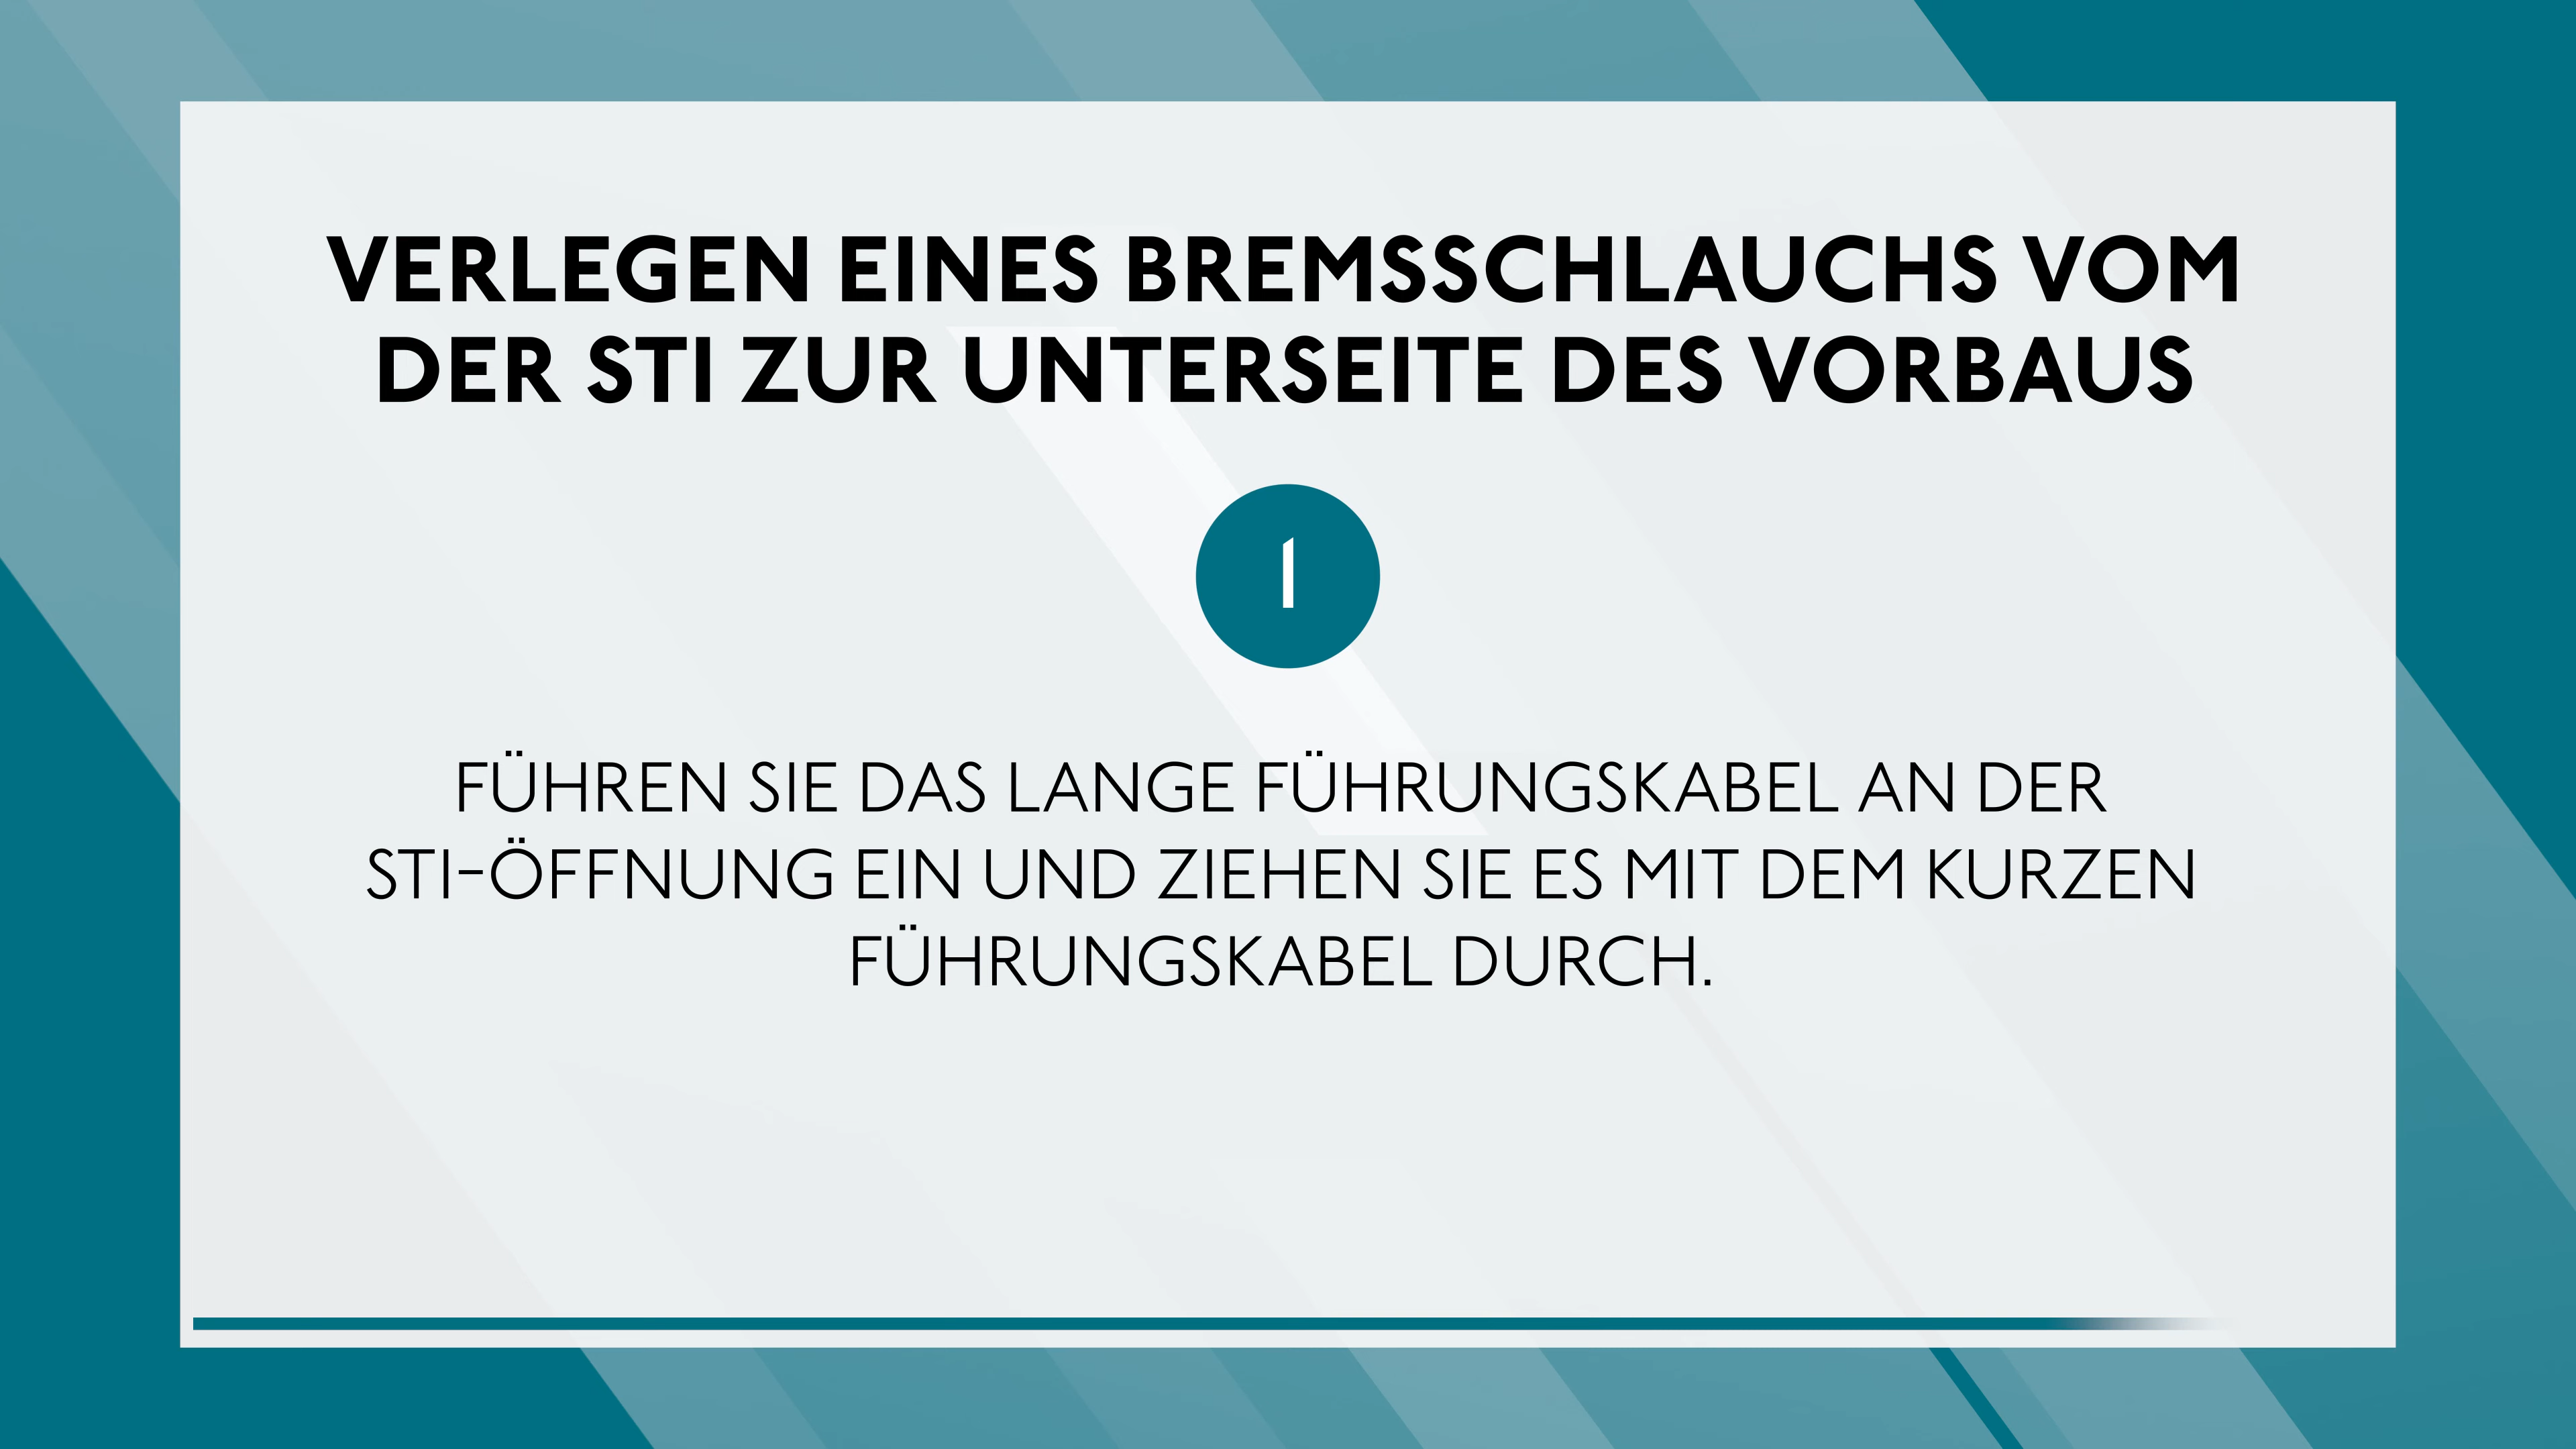 VERLEGEN EINES BREMSSCHLAUCHS VOM
DER STI ZUR UNTERSEITE DES VORBAUS
1
FÜHREN SIE DAS LANGE FÜHRUNGSKABEL AN DER
STI-ÖFFNUNG EIN UND ZIEHEN SIE ES MIT DEM KURZEN
FÜHRUNGSKABEL DURCH.